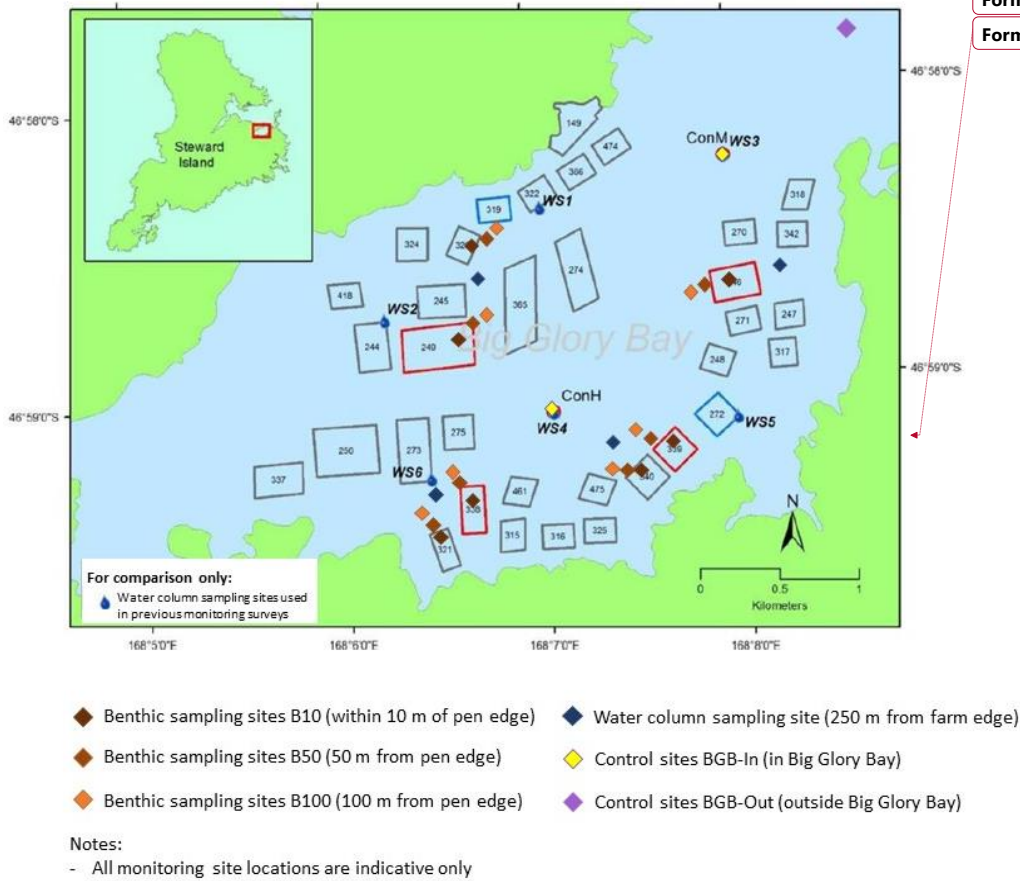 Form
Form
46°58'0"S
46°58'0"S
Steward
Island
149
474
366
322
WS1
319
ConM WS3
318
324
270
342
274
418
245
365
WS2
271
247
244
249
Big Glory Bay
248
317
46°59'0"S
46°59'0"S
ConH
WS4
272
WS5
275
250
273
359
WS6
337
461
475
340
338
315
316
325
321
N
0 0.5 1
Kilometers
For comparison only:
Water column sampling sites used
in previous monitoring surveys
168°5'0"E 168°6'0"E 168°7'0"E 168°8'0"E
Benthic sampling sites B10 (within 10 m of pen edge)
Benthic sampling sites B50 (50 m from pen edge)
Benthic sampling sites B100 (100 m from pen edge)
Water column sampling site (250 m from farm edge)
Control sites BGB-In (in Big Glory Bay)
Control sites BGB-Out (outside Big Glory Bay)
Notes:
- All monitoring site locations are indicative only